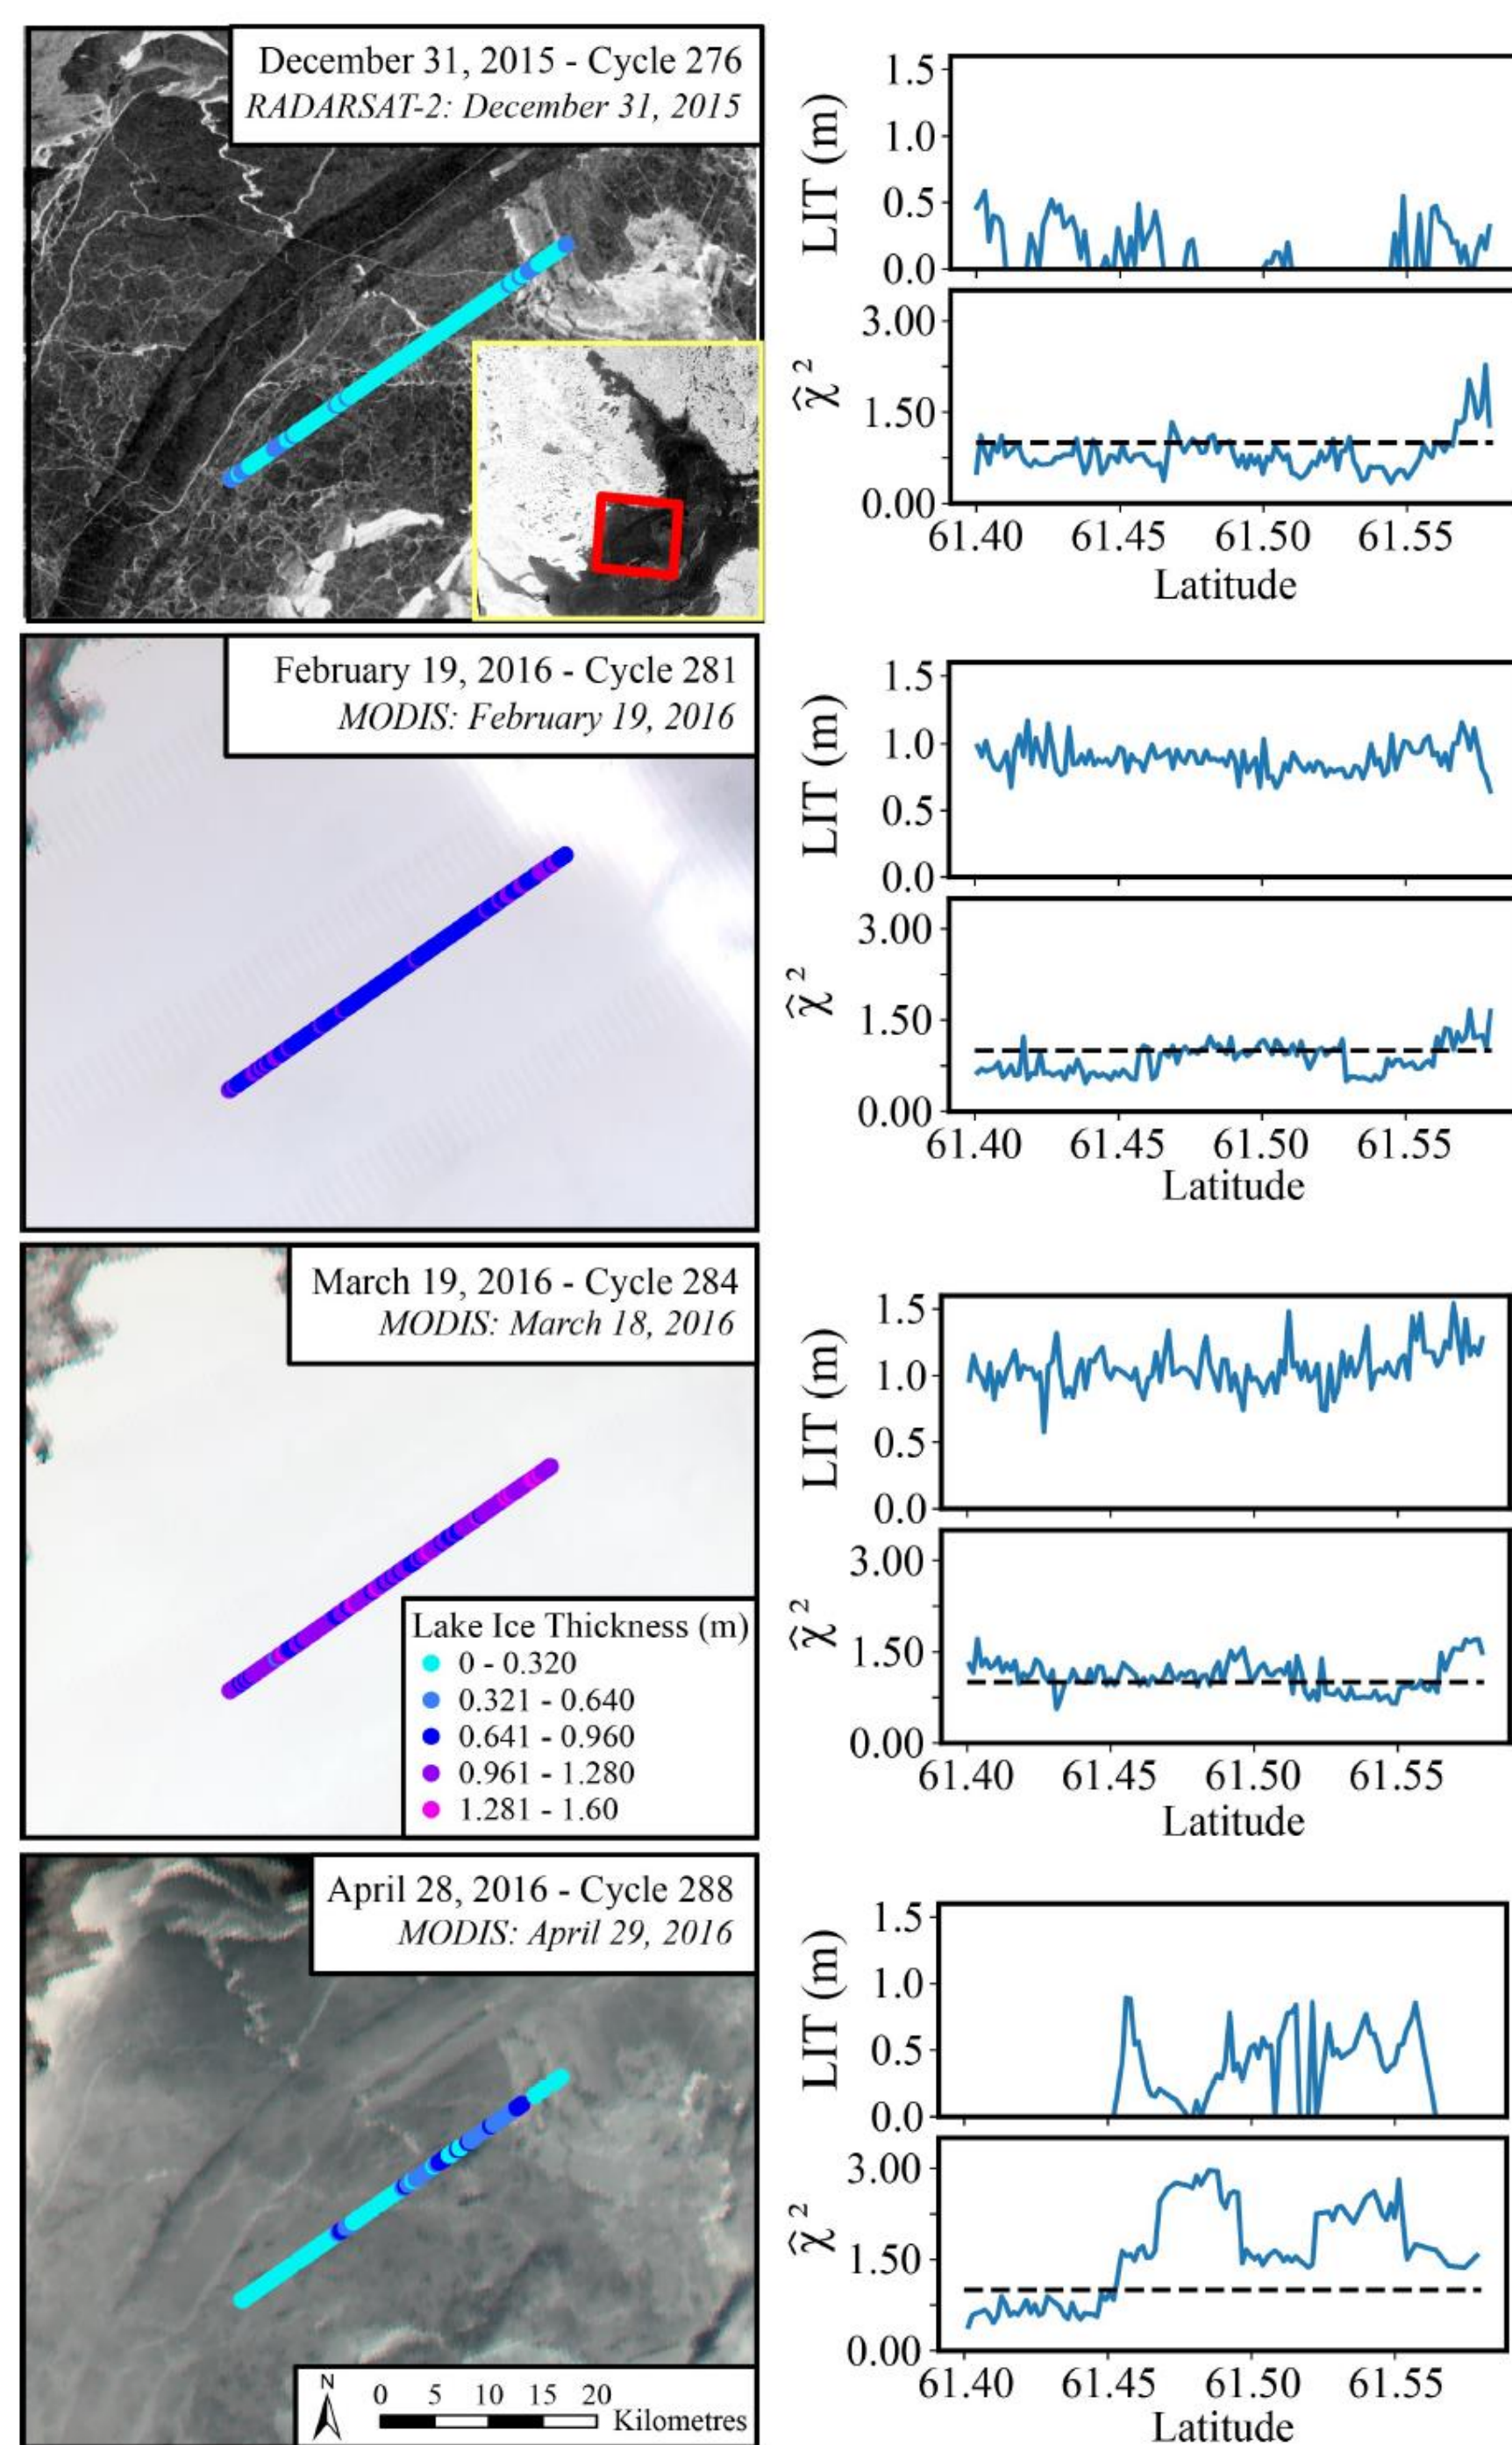 December 31, 2015 - Cycle 276
RADARSAT-2: December 31, 2015
LIT (m)
1.5
1.0
0.5
0.0
χ̂ ²
3.00
1.50
0.00
61.40 61.45 61.50 61.55
Latitude
February 19, 2016 - Cycle 281
MODIS: February 19, 2016
LIT (m)
1.5
1.0
0.5
0.0
χ̂ ²
3.00
1.50
0.00
61.40 61.45 61.50 61.55
Latitude
March 19, 2016 - Cycle 284
MODIS: March 18, 2016
Lake Ice Thickness (m)
0 - 0.320
0.321 - 0.640
0.641 - 0.960
0.961 - 1.280
1.281 - 1.60
LIT (m)
1.5
1.0
0.5
0.0
χ̂ ²
3.00
1.50
0.00
61.40 61.45 61.50 61.55
Latitude
April 28, 2016 - Cycle 288
MODIS: April 29, 2016
N
0 5 10 15 20
Kilometres
LIT (m)
1.5
1.0
0.5
0.0
χ̂ ²
3.00
1.50
0.00
61.40 61.45 61.50 61.55
Latitude